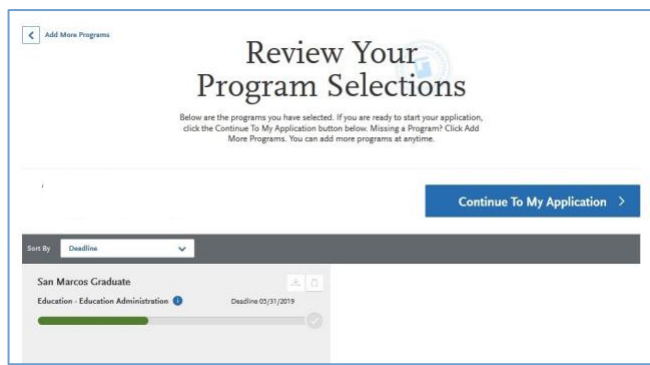 Add More Programs
Review Your
Program Selections
Below are the programs you have selected. If you are ready to start your application,
click the Continue To My Application button below. Missing a Program? Click Add
More Programs. You can add more programs at anytime.
Continue To My Application
Sort By Deadline
San Marcos Graduate
Education - Education Administration
Deadline 05/31/2019